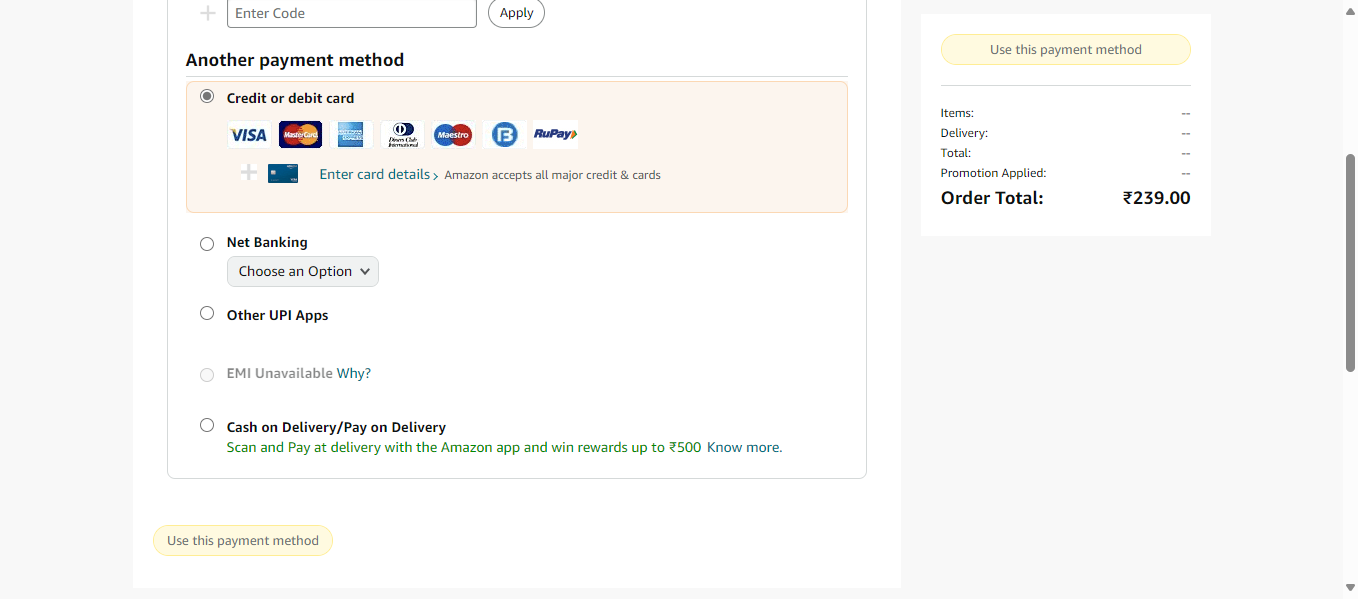 Enter Code
Apply
Another payment method
Credit or debit card
VISA MasterCard AMERICAN EXPRESS Diners Club International Maestro B RuPay
Enter card details › Amazon accepts all major credit & cards
Net Banking
Choose an Option
Other UPI Apps
EMI Unavailable Why?
Cash on Delivery/Pay on Delivery
Scan and Pay at delivery with the Amazon app and win rewards up to ₹500 Know more.
Use this payment method
Use this payment method
Items: --
Delivery: --
Total: --
Promotion Applied: --
Order Total: ₹239.00